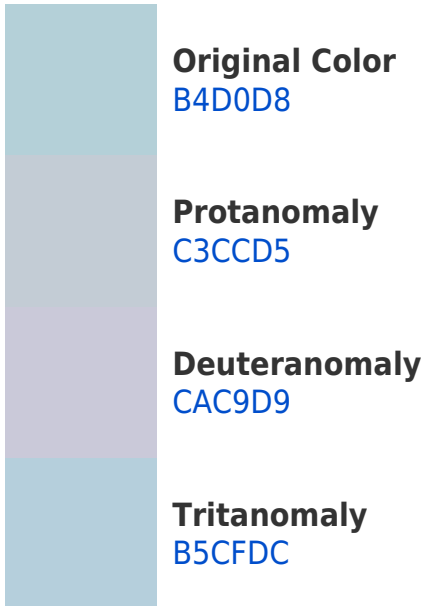 Original Color
B4D0D8
Protanomaly
C3CCD5
Deuteranomaly
CAC9D9
Tritanomaly
B5CFDC